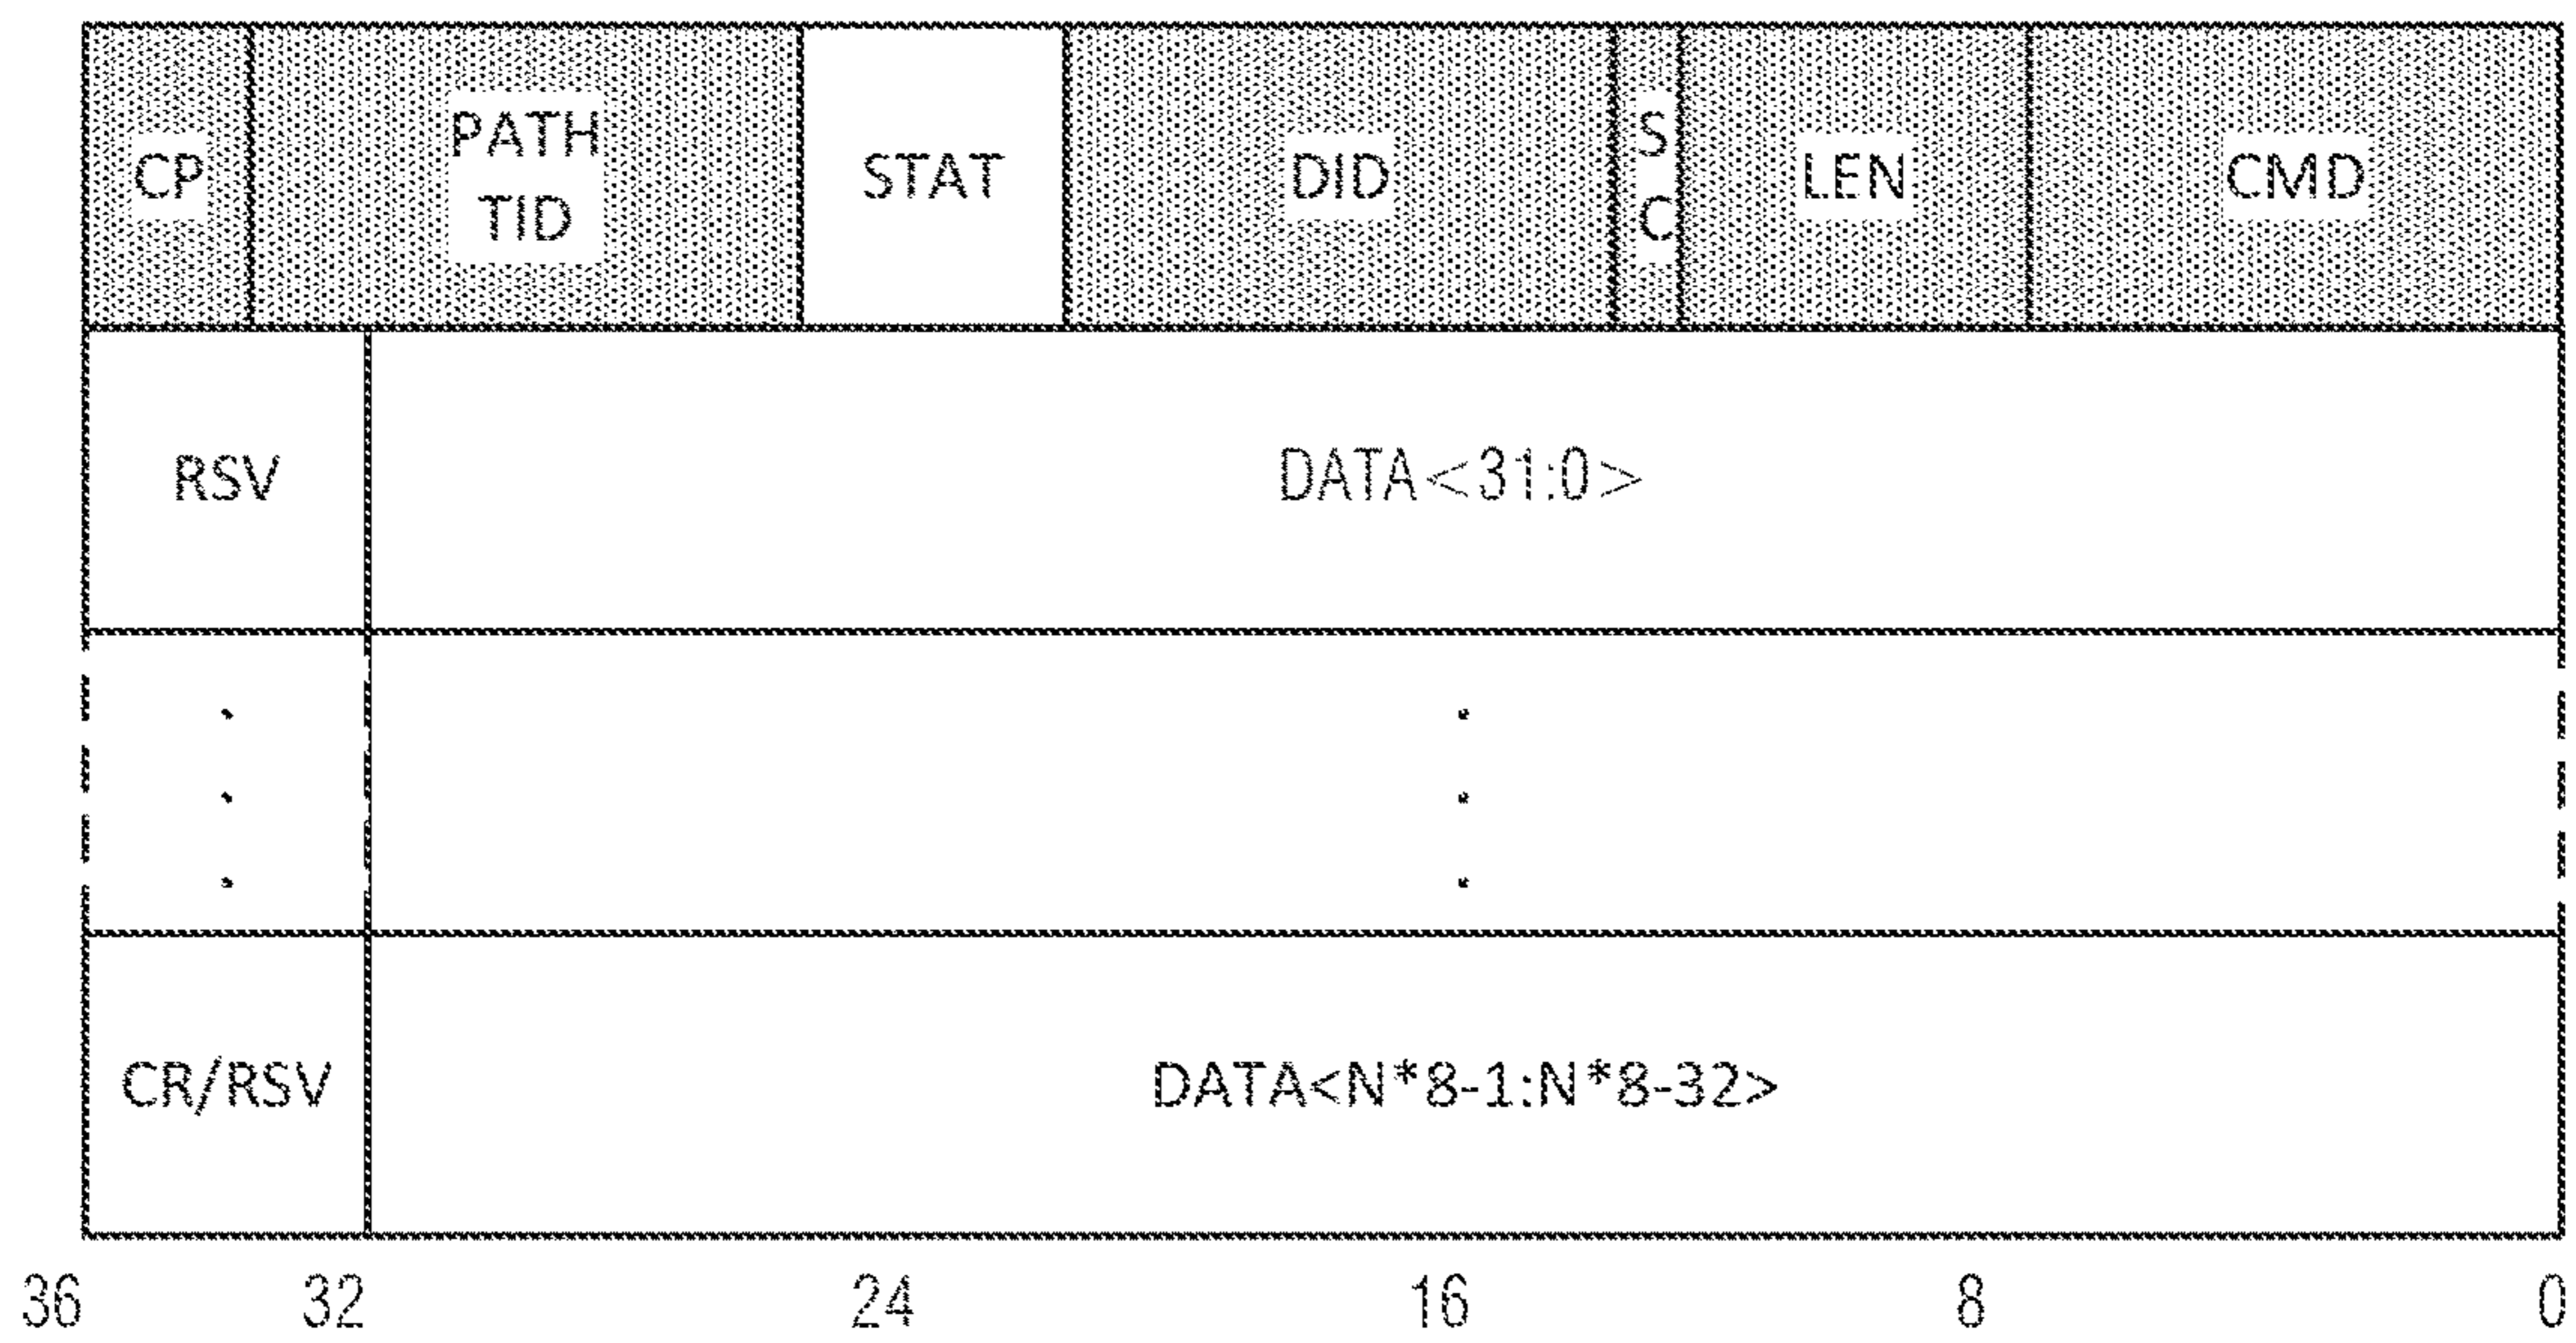 CP PATH TID STAT DID S C LEN CMD
RSV DATA<31:0>
CR/RSV DATA<N*8-1:N*8-32>
36 32 24 16 8 0